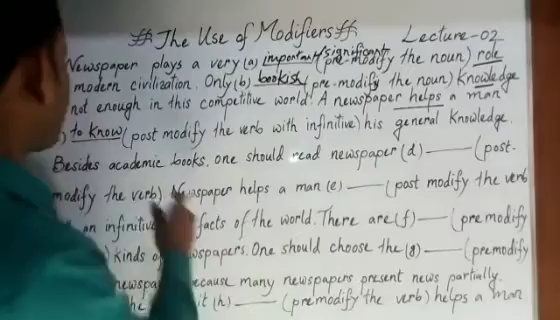 The Use of Modifiers Lecture-02
Newspaper plays a very (a) important/significant (pre-modify the noun) role
modern civilization. Only (b) bookish (pre-modify the noun) knowledge
not enough in this competitive world. A newspaper helps a man
) to know (post modify the verb with infinitive) his general knowledge.
Besides academic books, one should read newspaper (d) —— (post-
modify the verb) Newspaper helps a man (e) —— (post modify the verb
an infinitive facts of the world. There are (f) —— (premodify
) kinds newspapers. One should choose the (g) —— (premodify
newspa because many newspapers present news partially.
it (h) —— (premodify the verb) helps a man